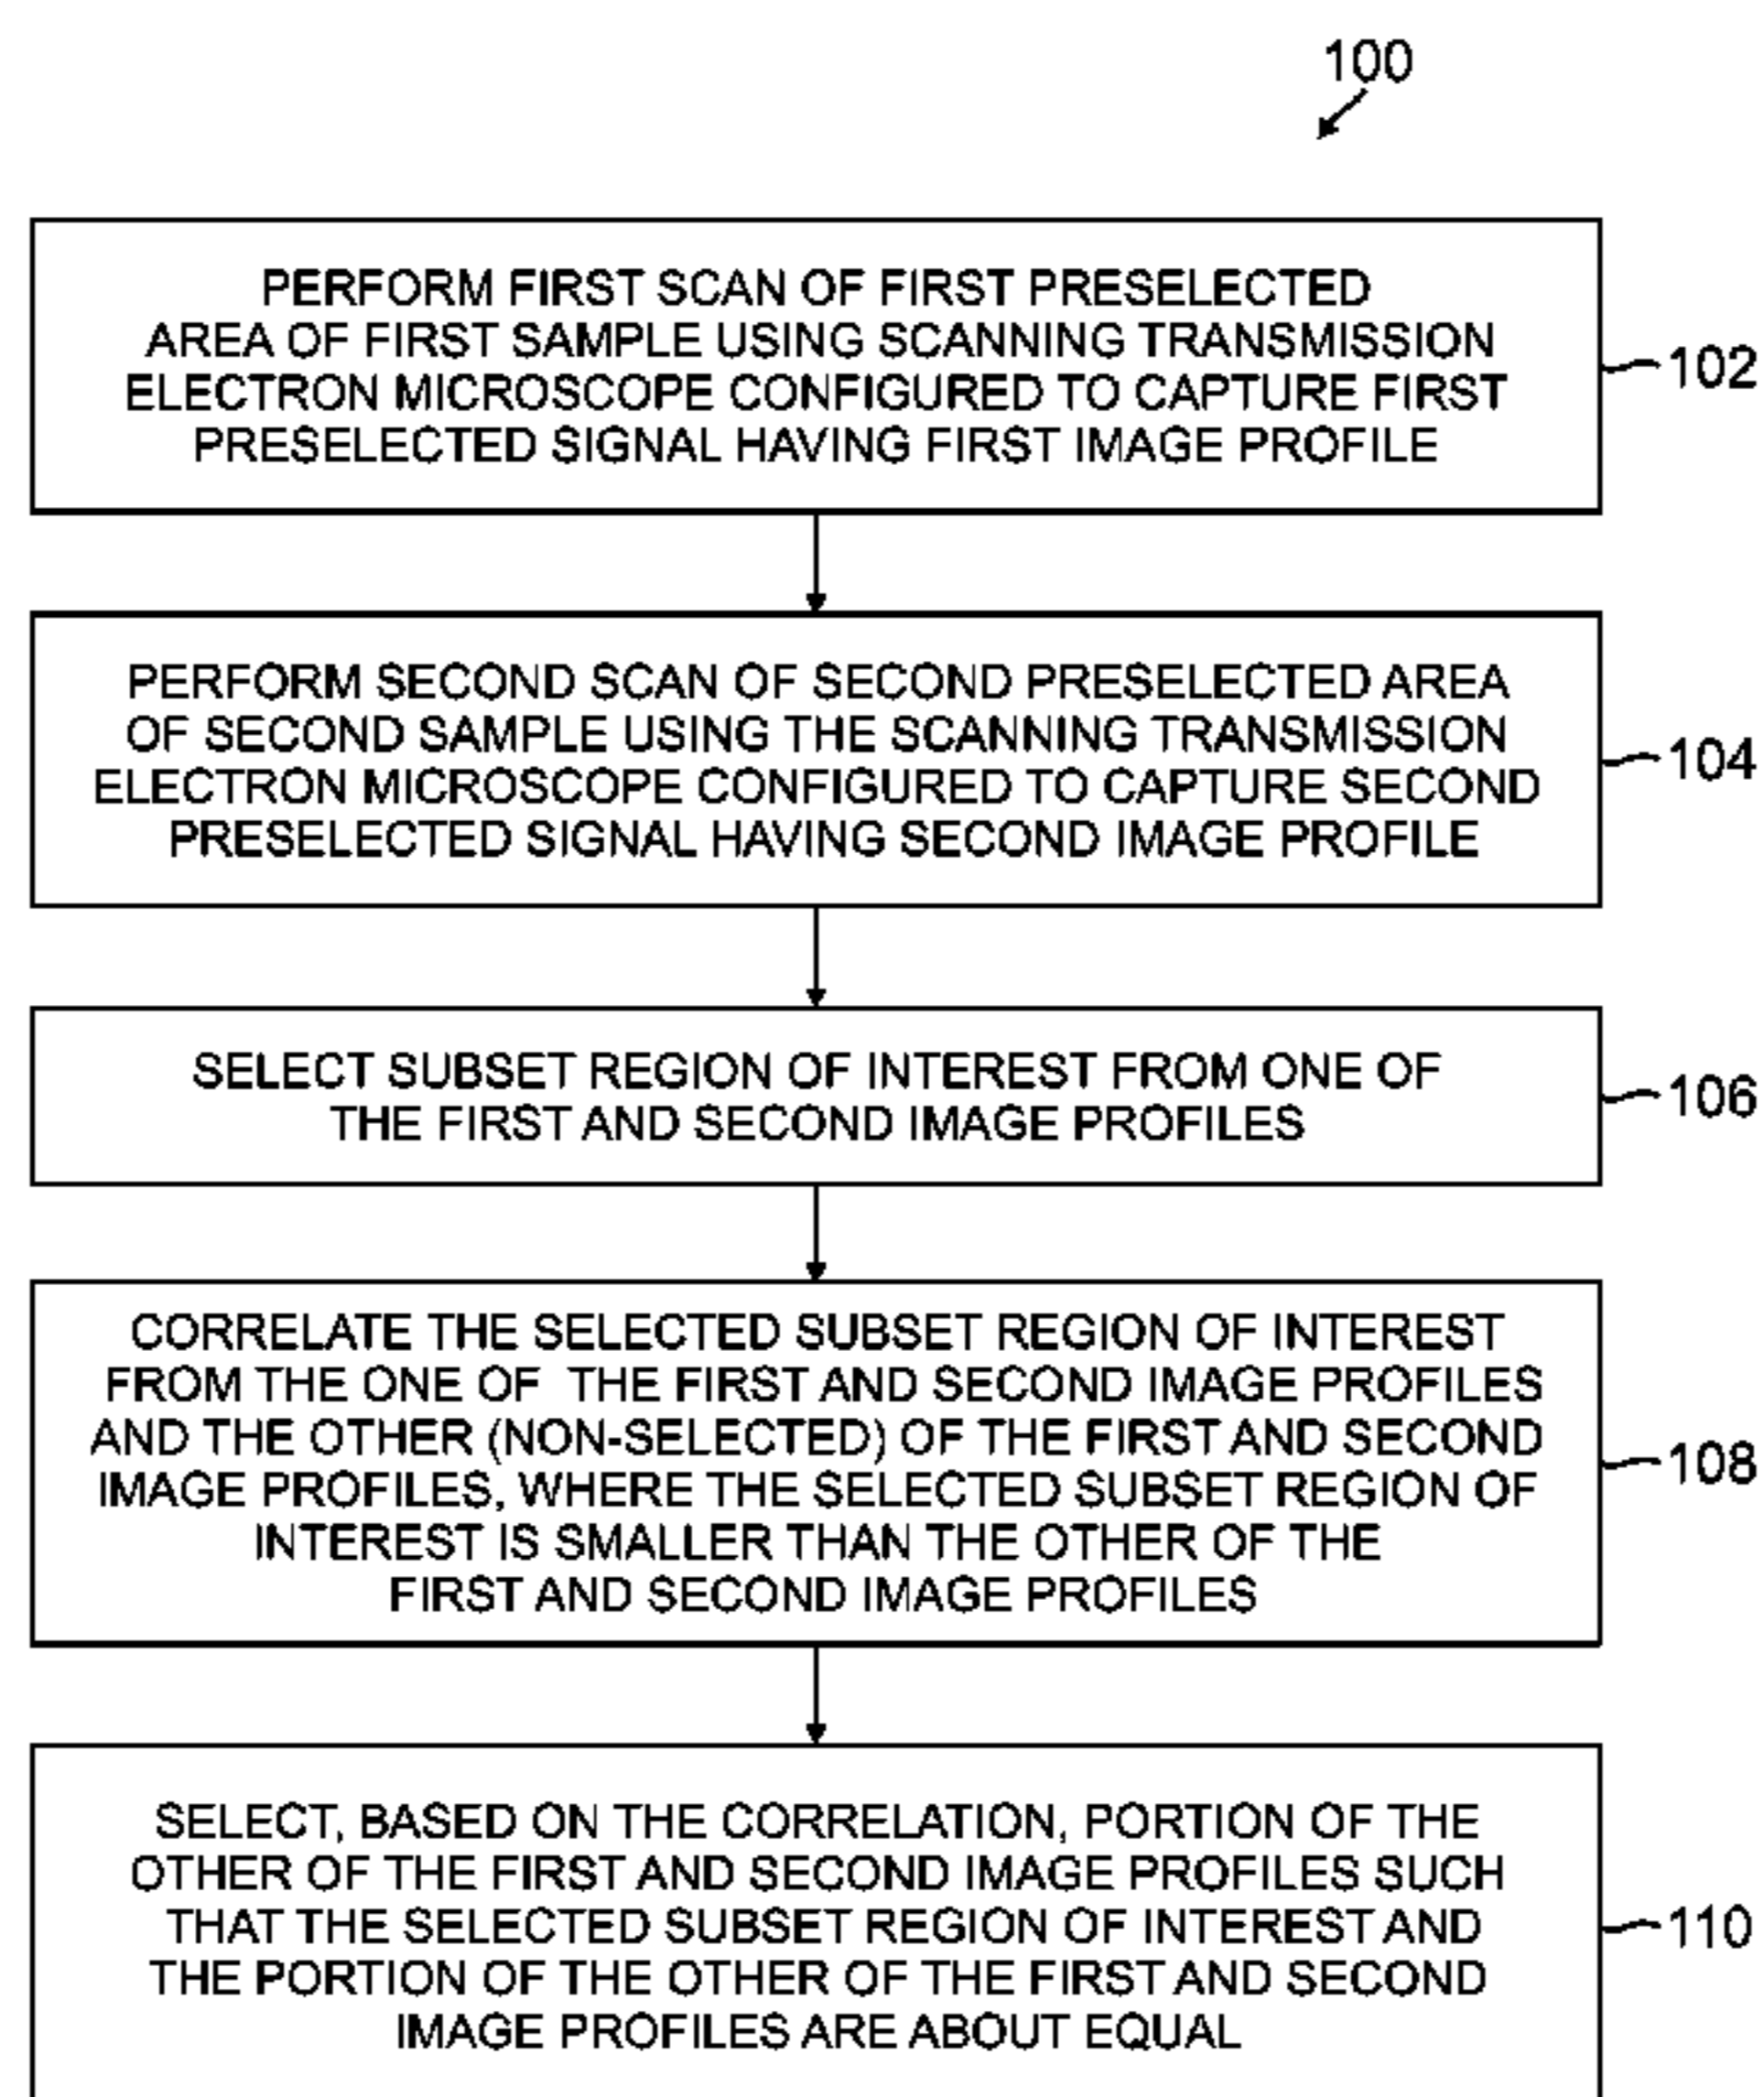 100
PERFORM FIRST SCAN OF FIRST PRESELECTED
AREA OF FIRST SAMPLE USING SCANNING TRANSMISSION
ELECTRON MICROSCOPE CONFIGURED TO CAPTURE FIRST
PRESELECTED SIGNAL HAVING FIRST IMAGE PROFILE
102
PERFORM SECOND SCAN OF SECOND PRESELECTED AREA
OF SECOND SAMPLE USING THE SCANNING TRANSMISSION
ELECTRON MICROSCOPE CONFIGURED TO CAPTURE SECOND
PRESELECTED SIGNAL HAVING SECOND IMAGE PROFILE
104
SELECT SUBSET REGION OF INTEREST FROM ONE OF
THE FIRST AND SECOND IMAGE PROFILES
106
CORRELATE THE SELECTED SUBSET REGION OF INTEREST
FROM THE ONE OF THE FIRST AND SECOND IMAGE PROFILES
AND THE OTHER (NON-SELECTED) OF THE FIRST AND SECOND
IMAGE PROFILES, WHERE THE SELECTED SUBSET REGION OF
INTEREST IS SMALLER THAN THE OTHER OF THE
FIRST AND SECOND IMAGE PROFILES
108
SELECT, BASED ON THE CORRELATION, PORTION OF THE
OTHER OF THE FIRST AND SECOND IMAGE PROFILES SUCH
THAT THE SELECTED SUBSET REGION OF INTEREST AND
THE PORTION OF THE OTHER OF THE FIRST AND SECOND
IMAGE PROFILES ARE ABOUT EQUAL
110